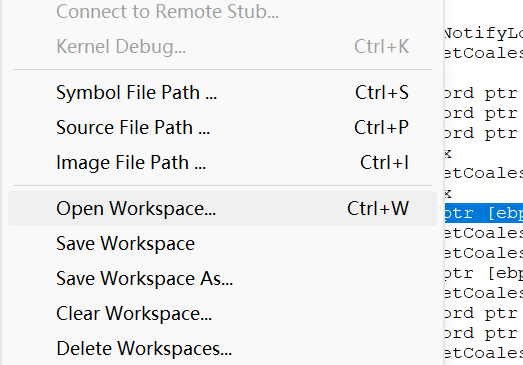 Connect to Remote Stub...
Kernel Debug... Ctrl+K
Symbol File Path ... Ctrl+S
Source File Path ... Ctrl+P
Image File Path ... Ctrl+I
Open Workspace... Ctrl+W
Save Workspace
Save Workspace As...
Clear Workspace...
Delete Workspaces...
NotifyLo
etCoales
ord ptr
ord ptr
ord ptr
x
etCoales
x
ptr [ebp
etCoales
etCoales
ptr [ebp
etCoales
ord ptr
ord ptr
etCoales